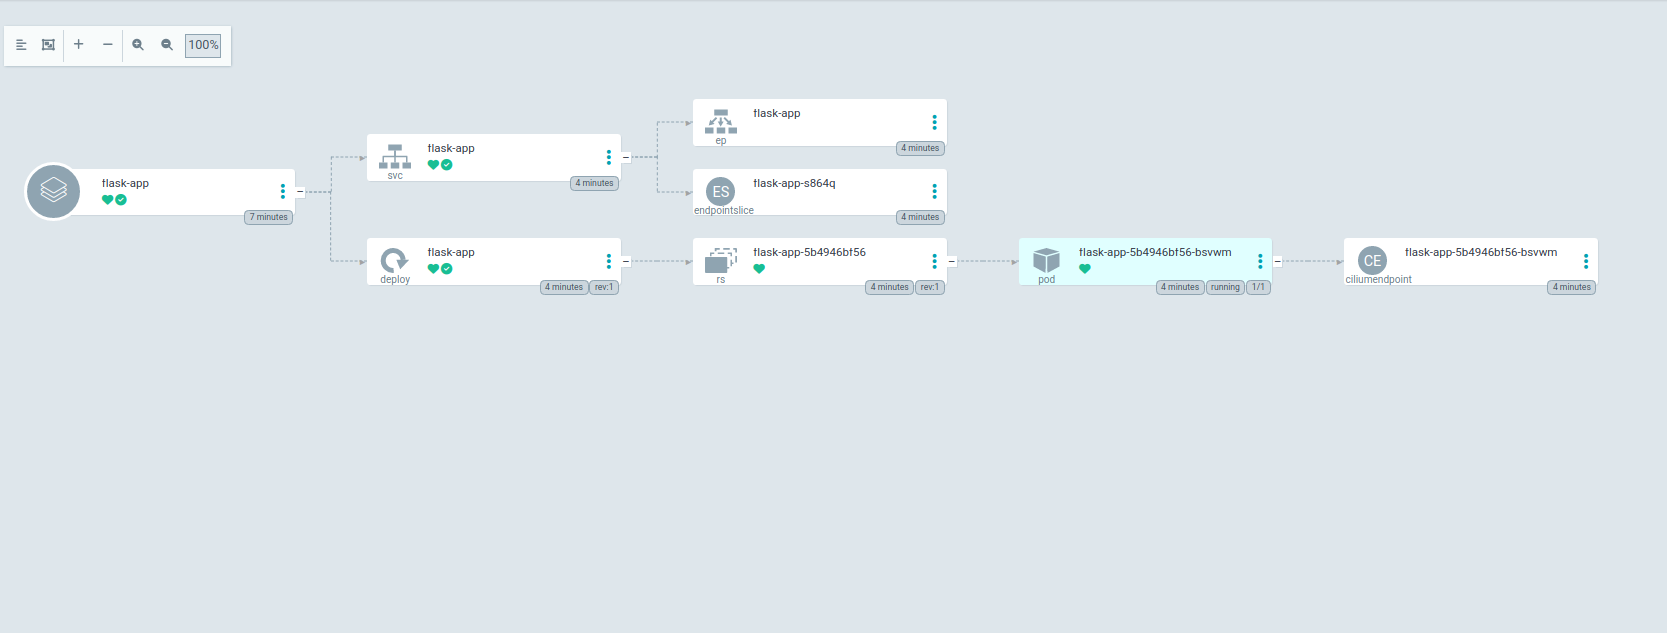 100%
flask-app
7 minutes
flask-app
svc
4 minutes
flask-app
deploy
4 minutes
rev:1
flask-app
ep
4 minutes
ES
flask-app-s864q
endpointslice
4 minutes
flask-app-5b4946bf56
rs
4 minutes
rev:1
flask-app-5b4946bf56-bsvwm
pod
4 minutes
running
1/1
CE
flask-app-5b4946bf56-bsvwm
ciliumendpoint
4 minutes